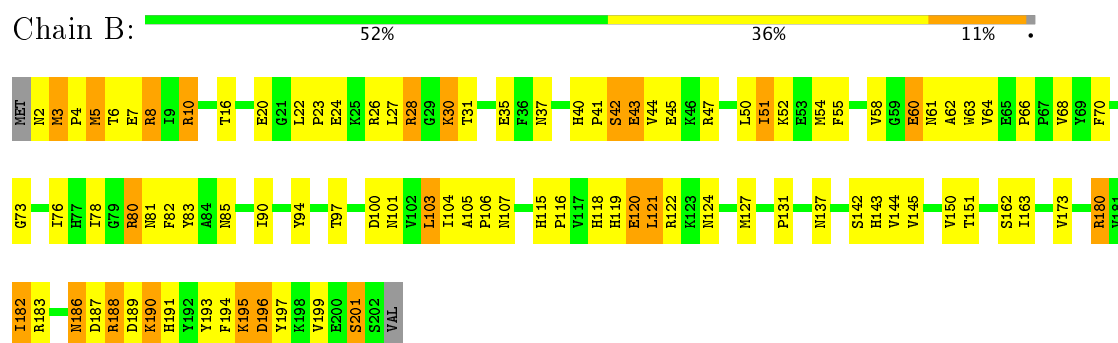 Chain B:
52% 36% 11% •
MET N2 M3 P4 M5 T6 E7 R8 I9 R10 T16 E20 G21 L22 P23 E24 K25 R26 L27 R28 G29 K30 T31 E35 F36 N37 H40 P41 S42 E43 V44 E45 K46 R47 L50 I51 K52 E53 M54 F55 V58 G59 E60 N61 A62 W63 V64 E65 P66 P67 V68 Y69 F70
G73 I76 H77 I78 G79 R80 N81 F82 Y83 A84 N85 I90 Y94 T97 D100 N101 V102 L103 I104 A105 P106 N107 H115 P116 V117 H118 H119 E120 L121 R122 K123 N124 M127 P131 N137 S142 H143 V144 V145 V150 T151 S162 I163 V173 R180 V181
I182 R183 N186 D187 R188 D189 K190 H191 Y192 Y193 F194 K195 D196 Y197 K198 V199 E200 S201 S202 VAL